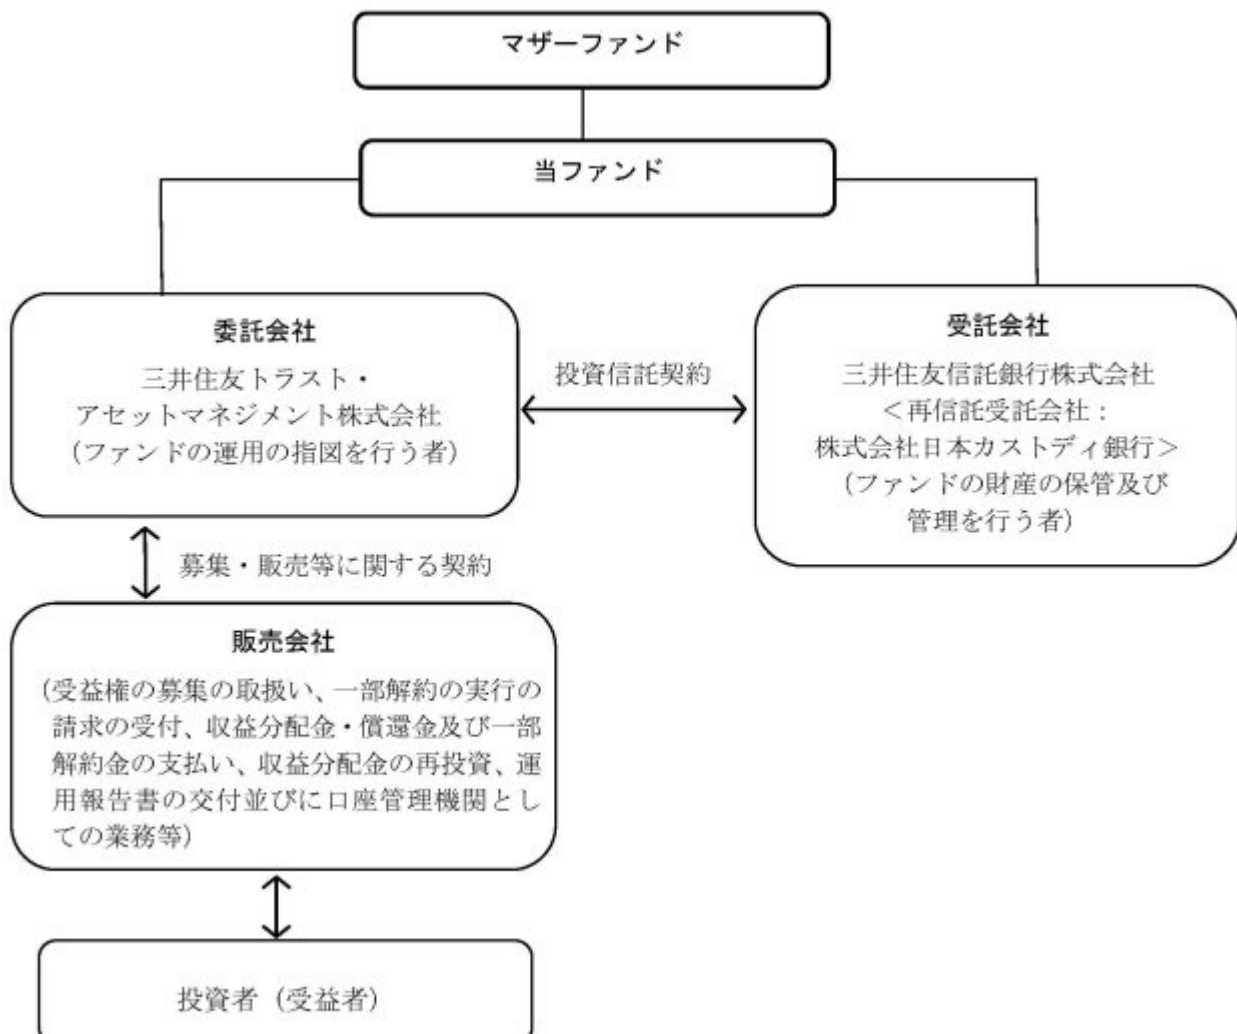 マザーファンド
当ファンド
委託会社
三井住友トラスト・
アセットマネジメント株式会社
（ファンドの運用の指図を行う者）
投資信託契約
受託会社
三井住友信託銀行株式会社
＜再信託受託会社：
株式会社日本カストディ銀行＞
（ファンドの財産の保管及び
管理を行う者）
募集・販売等に関する契約
販売会社
（受益権の募集の取扱い、一部解約の実行の
請求の受付、収益分配金・償還金及び一部
解約金の支払い、収益分配金の再投資、運
用報告書の交付並びに口座管理機関とし
ての業務等）
投資者（受益者）